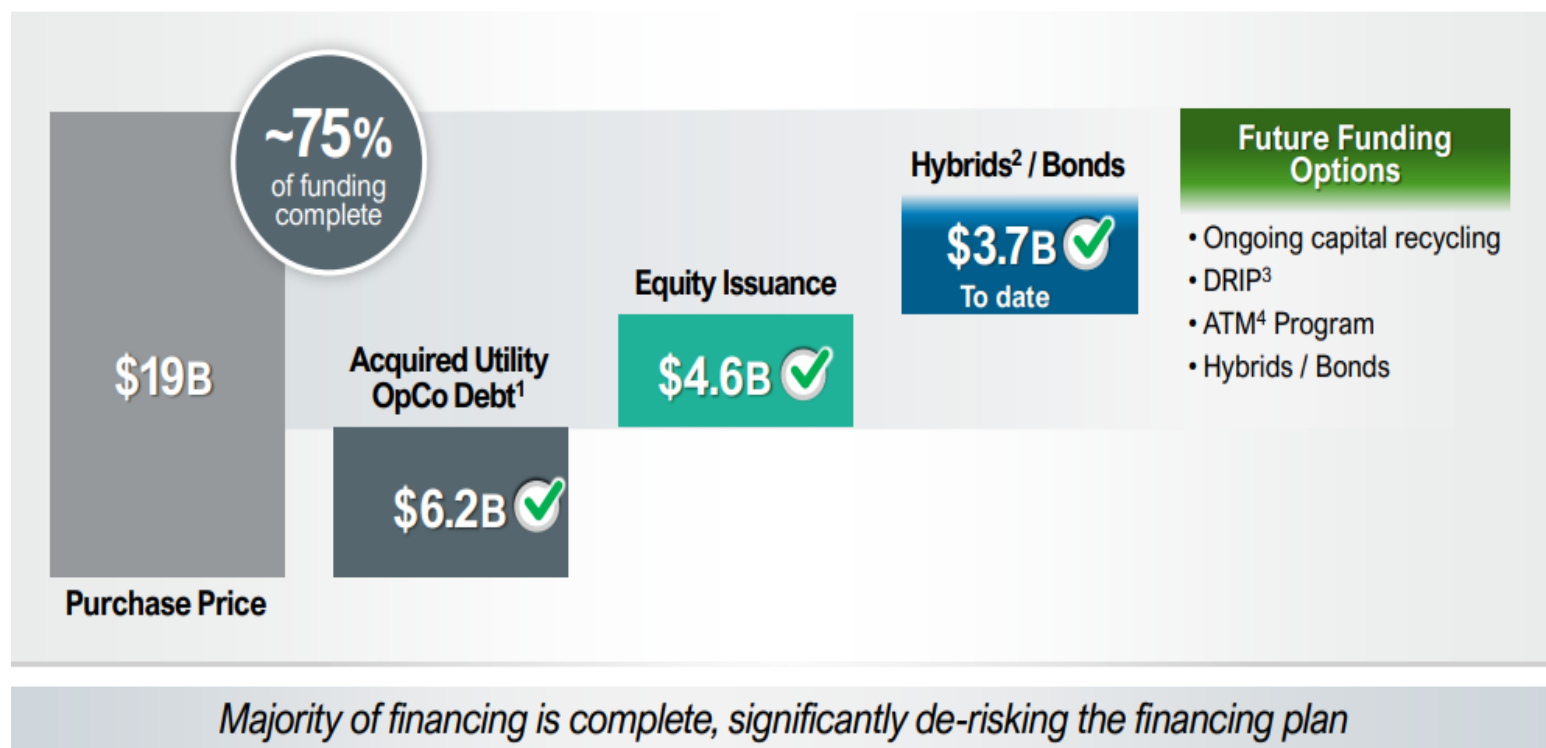 ~75%
of funding
complete
$19B
Purchase Price
Acquired Utility
OpCo Debt¹
$6.2B
Equity Issuance
$4.6B
Hybrids² / Bonds
$3.7B
To date
Future Funding
Options
• Ongoing capital recycling
• DRIP³
• ATM⁴ Program
• Hybrids / Bonds
Majority of financing is complete, significantly de-risking the financing plan